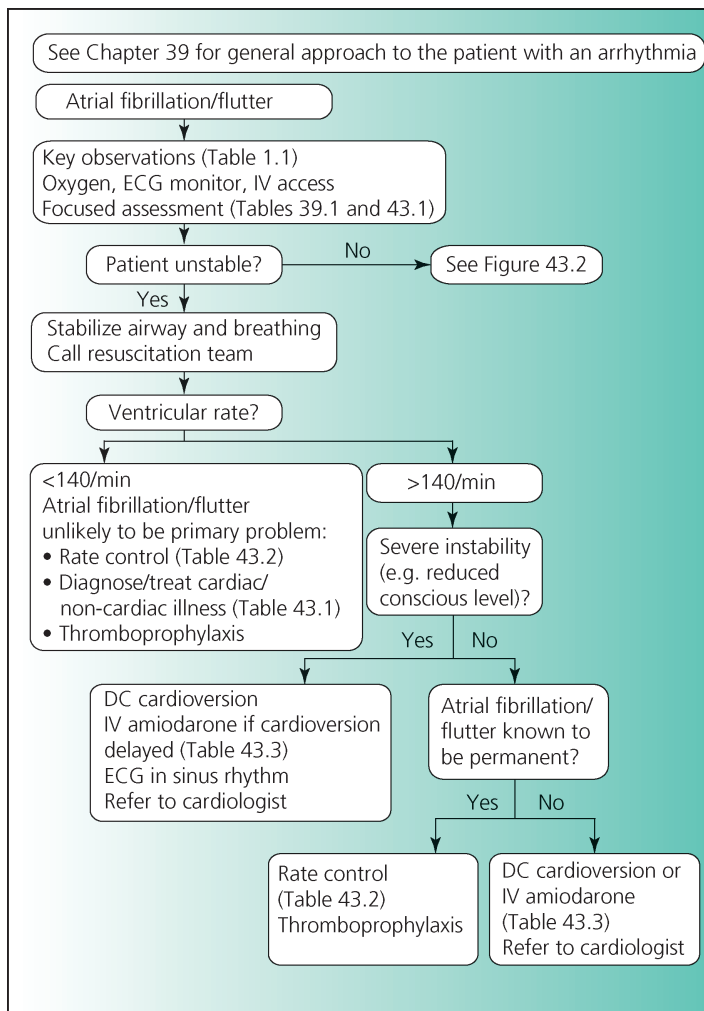 See Chapter 39 for general approach to the patient with an arrhythmia
Atrial fibrillation/flutter
Key observations (Table 1.1)
Oxygen, ECG monitor, IV access
Focused assessment (Tables 39.1 and 43.1)
Patient unstable?
No
See Figure 43.2
Yes
Stabilize airway and breathing
Call resuscitation team
Ventricular rate?
<140/min
Atrial fibrillation/flutter
unlikely to be primary problem:
• Rate control (Table 43.2)
• Diagnose/treat cardiac/
non-cardiac illness (Table 43.1)
• Thromboprophylaxis
>140/min
Severe instability
(e.g. reduced
conscious level)?
Yes
No
DC cardioversion
IV amiodarone if cardioversion
delayed (Table 43.3)
ECG in sinus rhythm
Refer to cardiologist
Atrial fibrillation/
flutter known to
be permanent?
Yes
No
Rate control
(Table 43.2)
Thromboprophylaxis
DC cardioversion or
IV amiodarone
(Table 43.3)
Refer to cardiologist